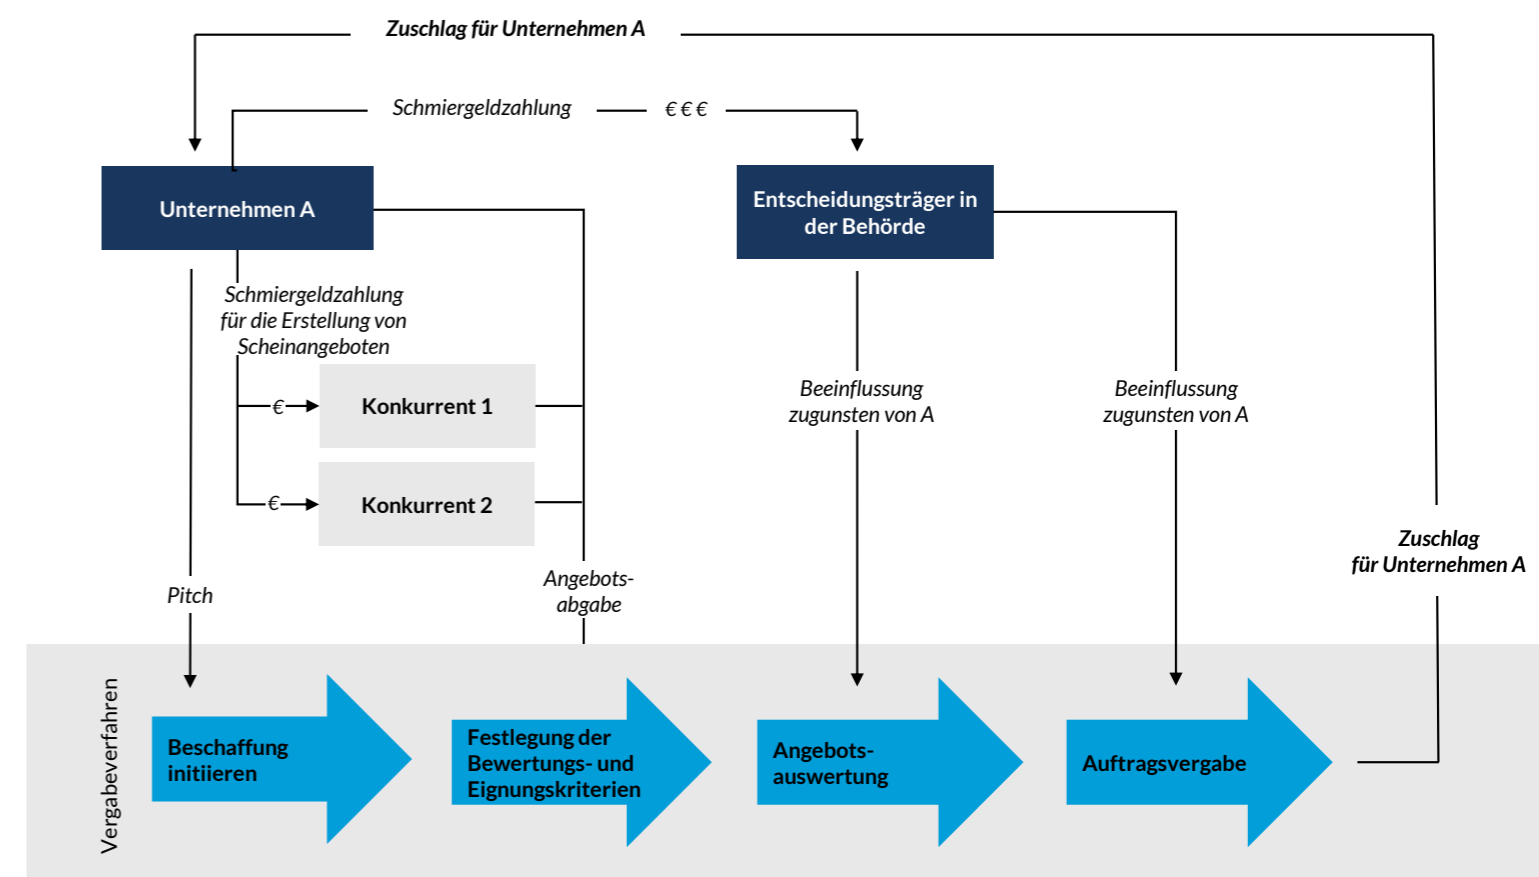 Zuschlag für Unternehmen A
Schmiergeldzahlung
€ € €
Unternehmen A
Entscheidungsträger in
der Behörde
Schmiergeldzahlung
für die Erstellung von
Scheinangeboten
€
Konkurrent 1
€
Konkurrent 2
Beeinflussung
zugunsten von A
Beeinflussung
zugunsten von A
Zuschlag
für Unternehmen A
Pitch
Angebots-
abgabe
Vergabeverfahren
Beschaffung
initiieren
Festlegung der
Bewertungs- und
Eignungskriterien
Angebots-
auswertung
Auftragsvergabe